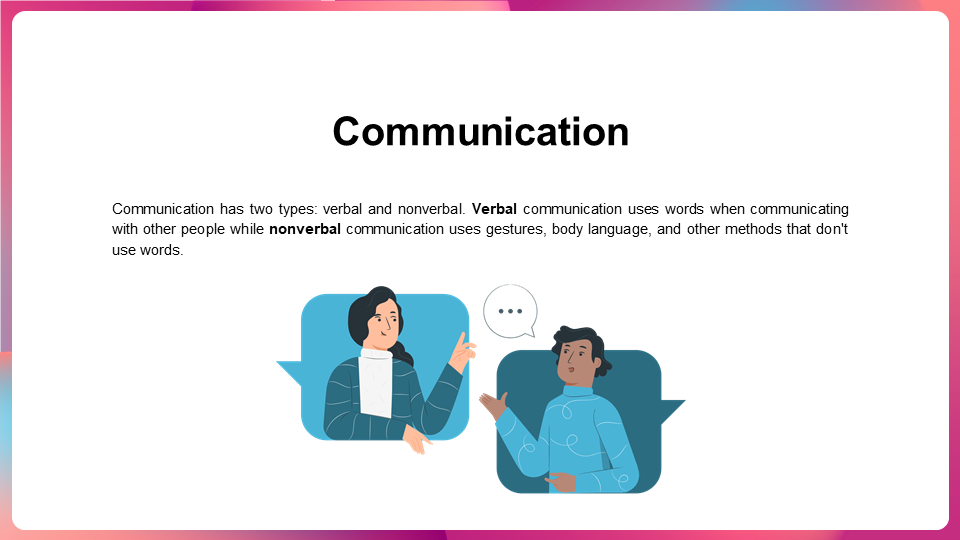 Communication
Communication has two types: verbal and nonverbal. Verbal communication uses words when communicating
with other people while nonverbal communication uses gestures, body language, and other methods that don't
use words.